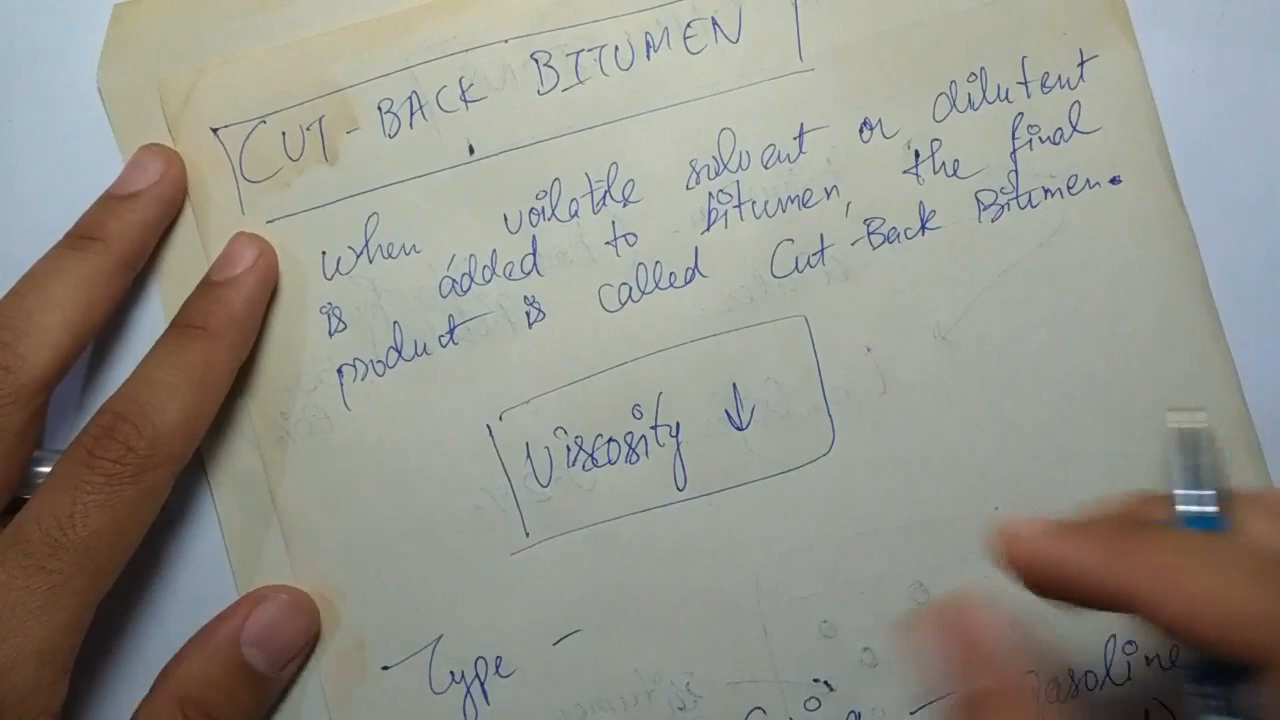 CUT-BACK BITUMEN
When voilatile solvent or dilutent
is added to bitumen, the final
product is called Cut-Back Bitumen.
Viscosity ↓
Type -